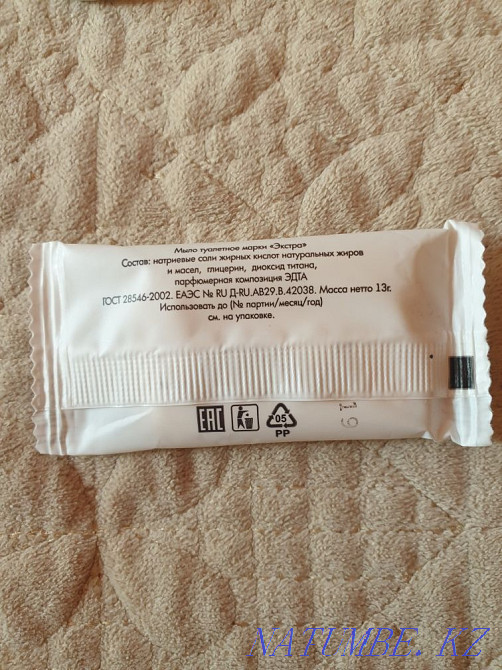 Мыло туалетное марки «Экстра»
Состав: натриевые соли жирных кислот натуральных жиров
и масел, глицерин, диоксид титана,
парфюмерная композиция ЭДТА
ГОСТ 28546-2002. ЕАЭС № RU Д-RU.АВ29.В.42038. Масса нетто 13г.
Использовать до (№ партии/месяц/год)
см. на упаковке.
EAC
05
PP
NATUMBE.KZ